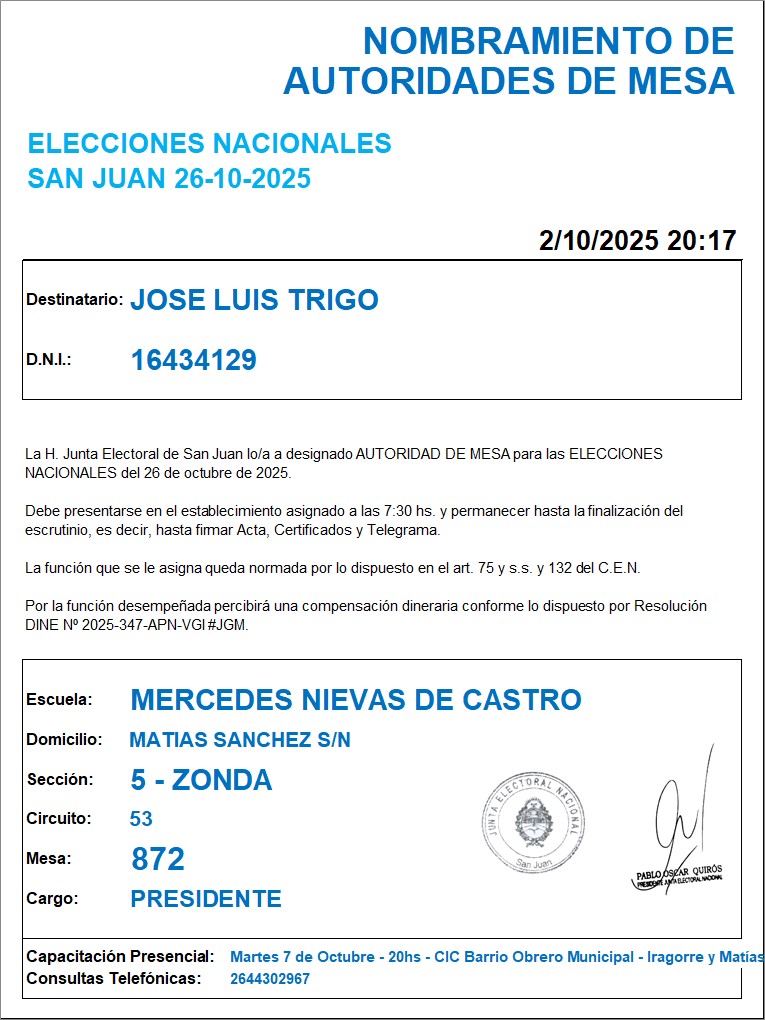 NOMBRAMIENTO DE
AUTORIDADES DE MESA
ELECCIONES NACIONALES
SAN JUAN 26-10-2025
2/10/2025 20:17
Destinatario: JOSE LUIS TRIGO
D.N.I.: 16434129
La H. Junta Electoral de San Juan lo/a a designado AUTORIDAD DE MESA para las ELECCIONES
NACIONALES del 26 de octubre de 2025.
Debe presentarse en el establecimiento asignado a las 7:30 hs. y permanecer hasta la finalización del
escrutinio, es decir, hasta firmar Acta, Certificados y Telegrama.
La función que se le asigna queda normada por lo dispuesto en el art. 75 y s.s. y 132 del C.E.N.
Por la función desempeñada percibirá una compensación dineraria conforme lo dispuesto por Resolución
DINE Nº 2025-347-APN-VGI#JGM.
Escuela: MERCEDES NIEVAS DE CASTRO
Domicilio: MATIAS SANCHEZ S/N
Sección: 5 - ZONDA
Circuito: 53
Mesa: 872
Cargo: PRESIDENTE
JUNTA ELECTORAL NACIONAL
San Juan
PABLO OSCAR QUIRÓS
PRESIDENTE JUNTA ELECTORAL NACIONAL
Capacitación Presencial: Martes 7 de Octubre - 20hs - CIC Barrio Obrero Municipal - Iragorre y Matías
Consultas Telefónicas: 2644302967